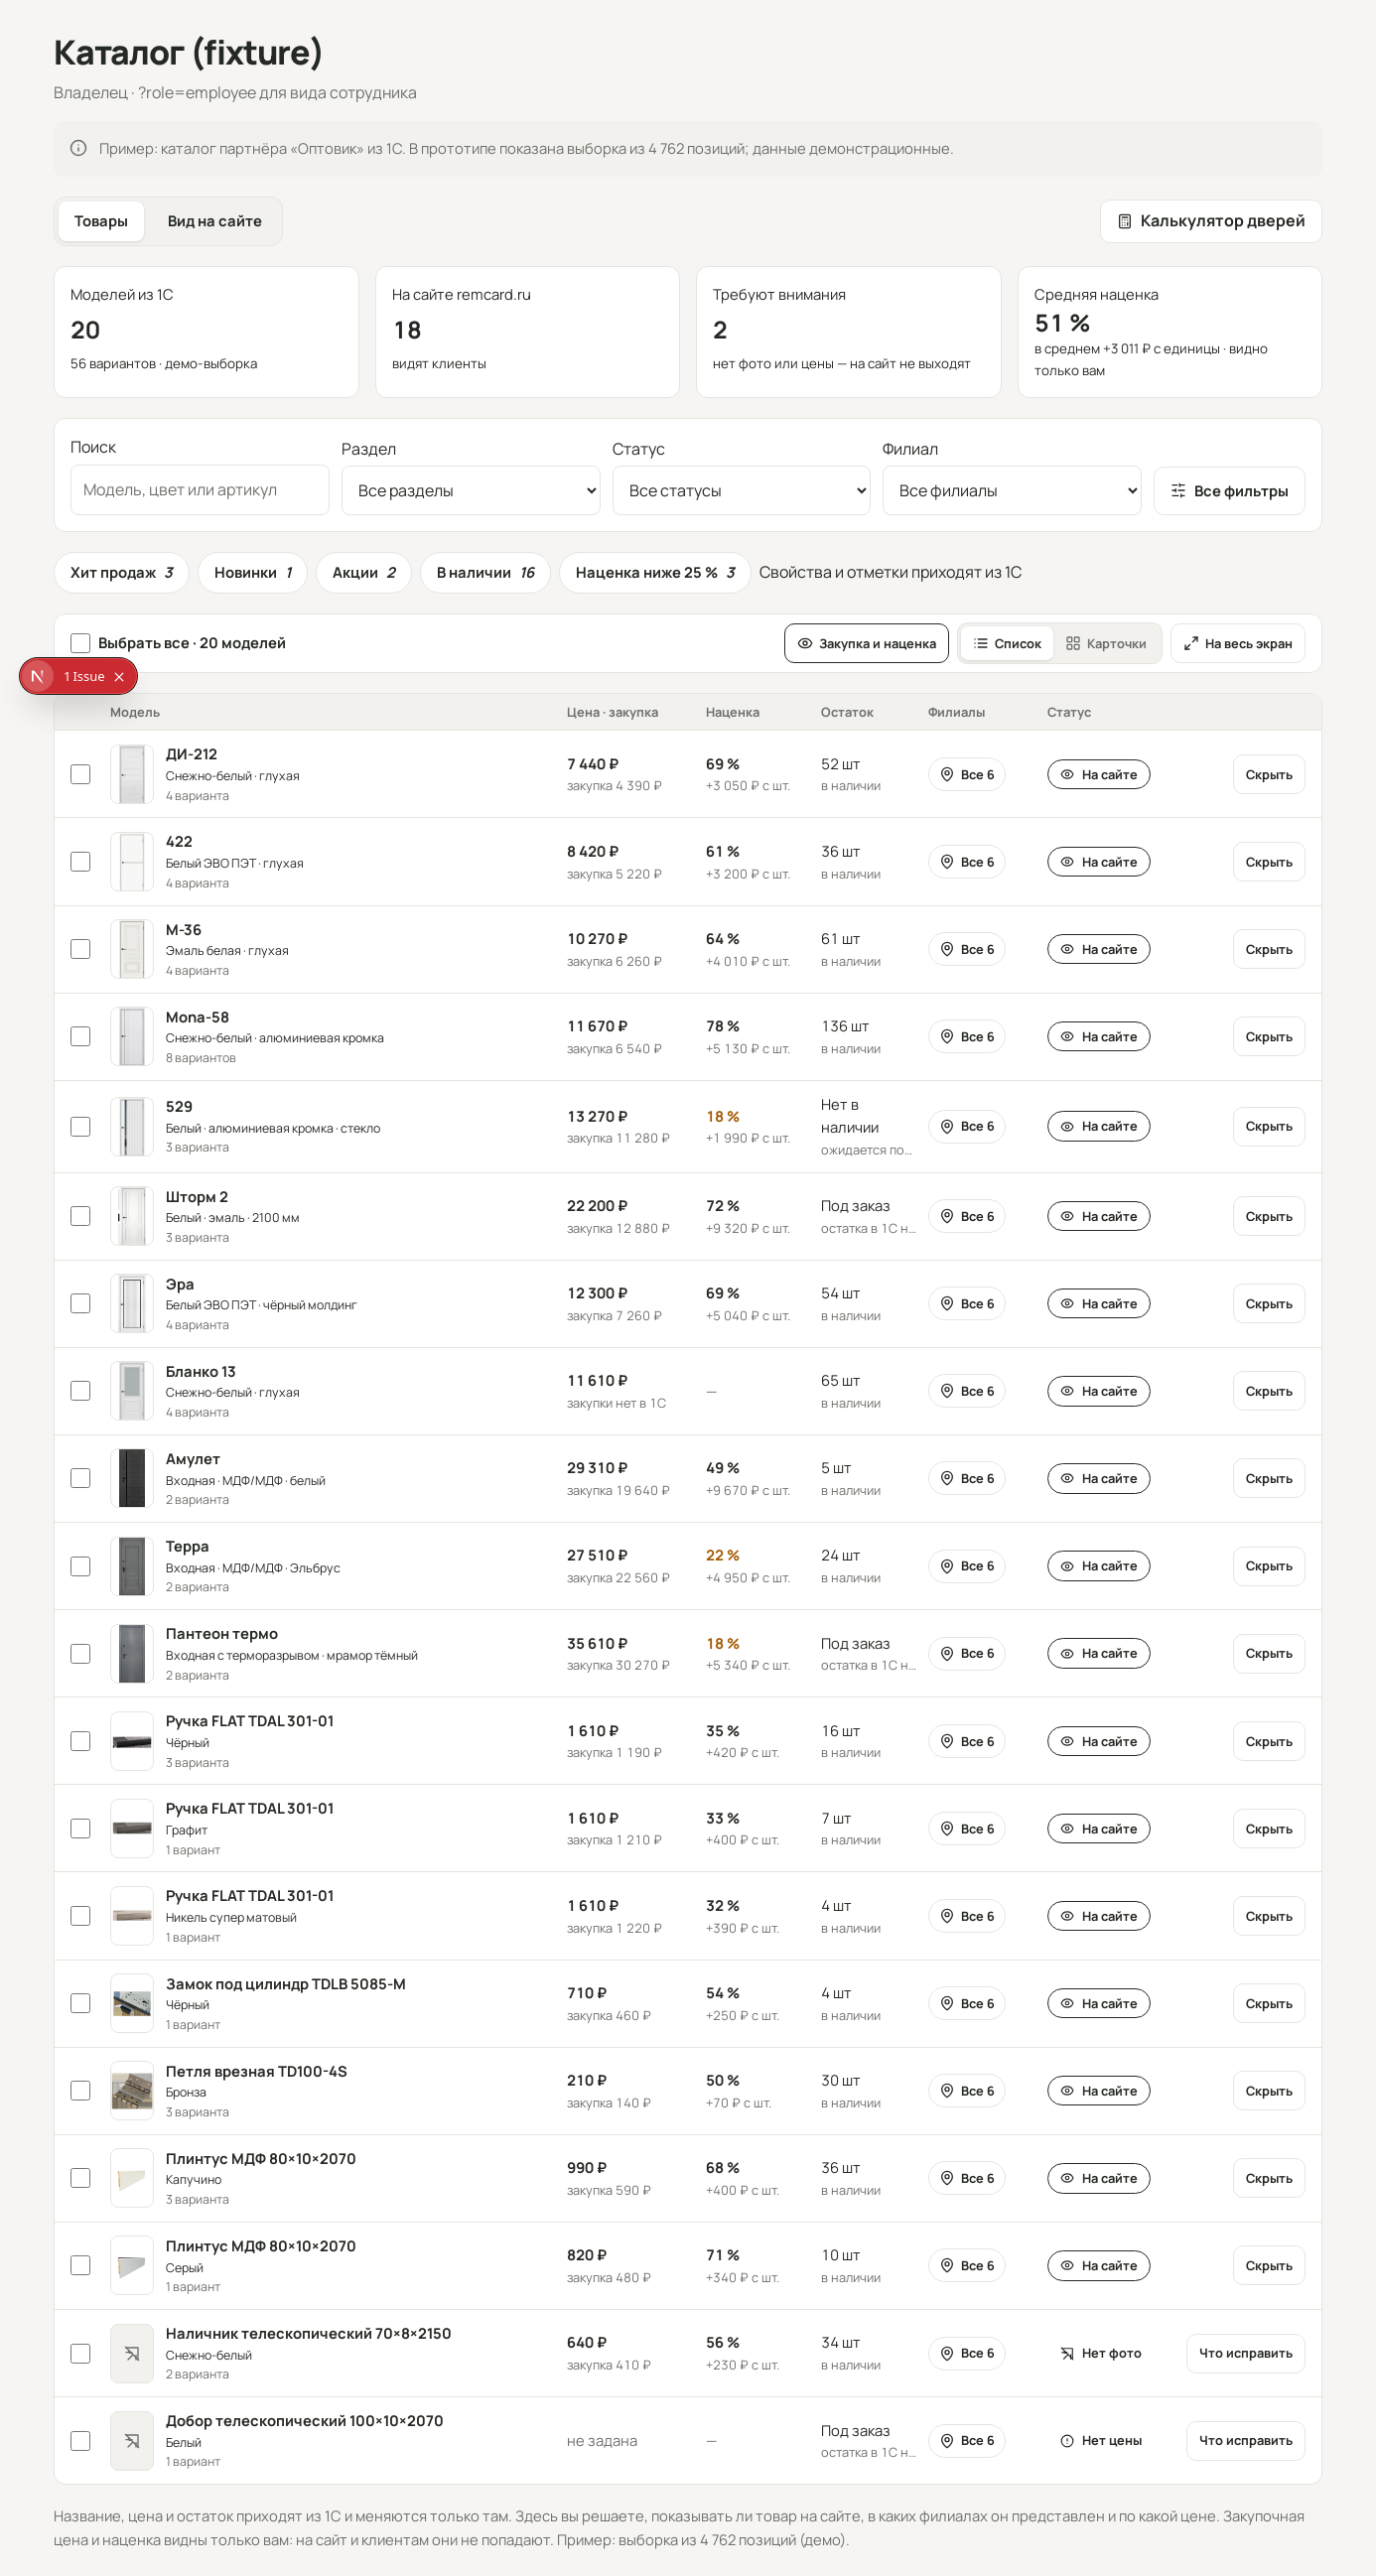 Каталог (fixture)
Владелец · ?role=employee для вида сотрудника
Пример: каталог партнёра «Оптовик» из 1С. В прототипе показана выборка из 4 762 позиций; данные демонстрационные.
Товары
Вид на сайте
Калькулятор дверей
Моделей из 1С
20
56 вариантов · демо-выборка
На сайте remcard.ru
18
видят клиенты
Требуют внимания
2
нет фото или цены — на сайт не выходят
Средняя наценка
51 %
в среднем +3 011 ₽ с единицы · видно
только вам
Поиск
Модель, цвет или артикул
Раздел
Все разделы
Статус
Все статусы
Филиал
Все филиалы
Все фильтры
Хит продаж 3
Новинки 1
Акции 2
В наличии 16
Наценка ниже 25 % 3
Свойства и отметки приходят из 1С
Выбрать все · 20 моделей
Закупка и наценка
Список
Карточки
На весь экран
N 1 Issue
Модель Цена · закупка Наценка Остаток Филиалы Статус
ДИ-212
Снежно-белый · глухая
4 варианта
7 440 ₽
закупка 4 390 ₽
69 %
+3 050 ₽ с шт.
52 шт
в наличии
Все 6
На сайте
Скрыть
422
Белый ЭВО ПЭТ · глухая
4 варианта
8 420 ₽
закупка 5 220 ₽
61 %
+3 200 ₽ с шт.
36 шт
в наличии
Все 6
На сайте
Скрыть
М-36
Эмаль белая · глухая
4 варианта
10 270 ₽
закупка 6 260 ₽
64 %
+4 010 ₽ с шт.
61 шт
в наличии
Все 6
На сайте
Скрыть
Mona-58
Снежно-белый · алюминиевая кромка
8 вариантов
11 670 ₽
закупка 6 540 ₽
78 %
+5 130 ₽ с шт.
136 шт
в наличии
Все 6
На сайте
Скрыть
529
Белый · алюминиевая кромка · стекло
3 варианта
13 270 ₽
закупка 11 280 ₽
18 %
+1 990 ₽ с шт.
Нет в
наличии
ожидается по…
Все 6
На сайте
Скрыть
Шторм 2
Белый · эмаль · 2100 мм
3 варианта
22 200 ₽
закупка 12 880 ₽
72 %
+9 320 ₽ с шт.
Под заказ
остатка в 1С н…
Все 6
На сайте
Скрыть
Эра
Белый ЭВО ПЭТ · чёрный молдинг
4 варианта
12 300 ₽
закупка 7 260 ₽
69 %
+5 040 ₽ с шт.
54 шт
в наличии
Все 6
На сайте
Скрыть
Бланко 13
Снежно-белый · глухая
4 варианта
11 610 ₽
закупки нет в 1С
—
65 шт
в наличии
Все 6
На сайте
Скрыть
Амулет
Входная · МДФ/МДФ · белый
2 варианта
29 310 ₽
закупка 19 640 ₽
49 %
+9 670 ₽ с шт.
5 шт
в наличии
Все 6
На сайте
Скрыть
Терра
Входная · МДФ/МДФ · Эльбрус
2 варианта
27 510 ₽
закупка 22 560 ₽
22 %
+4 950 ₽ с шт.
24 шт
в наличии
Все 6
На сайте
Скрыть
Пантеон термо
Входная с терморазрывом · мрамор тёмный
2 варианта
35 610 ₽
закупка 30 270 ₽
18 %
+5 340 ₽ с шт.
Под заказ
остатка в 1С н…
Все 6
На сайте
Скрыть
Ручка FLAT TDAL 301-01
Чёрный
3 варианта
1 610 ₽
закупка 1 190 ₽
35 %
+420 ₽ с шт.
16 шт
в наличии
Все 6
На сайте
Скрыть
Ручка FLAT TDAL 301-01
Графит
1 вариант
1 610 ₽
закупка 1 210 ₽
33 %
+400 ₽ с шт.
7 шт
в наличии
Все 6
На сайте
Скрыть
Ручка FLAT TDAL 301-01
Никель супер матовый
1 вариант
1 610 ₽
закупка 1 220 ₽
32 %
+390 ₽ с шт.
4 шт
в наличии
Все 6
На сайте
Скрыть
Замок под цилиндр TDLB 5085-M
Чёрный
1 вариант
710 ₽
закупка 460 ₽
54 %
+250 ₽ с шт.
4 шт
в наличии
Все 6
На сайте
Скрыть
Петля врезная TD100-4S
Бронза
3 варианта
210 ₽
закупка 140 ₽
50 %
+70 ₽ с шт.
30 шт
в наличии
Все 6
На сайте
Скрыть
Плинтус МДФ 80×10×2070
Капучино
3 варианта
990 ₽
закупка 590 ₽
68 %
+400 ₽ с шт.
36 шт
в наличии
Все 6
На сайте
Скрыть
Плинтус МДФ 80×10×2070
Серый
1 вариант
820 ₽
закупка 480 ₽
71 %
+340 ₽ с шт.
10 шт
в наличии
Все 6
На сайте
Скрыть
Наличник телескопический 70×8×2150
Снежно-белый
2 варианта
640 ₽
закупка 410 ₽
56 %
+230 ₽ с шт.
34 шт
в наличии
Все 6
Нет фото
Что исправить
Добор телескопический 100×10×2070
Белый
1 вариант
не задана
—
Под заказ
остатка в 1С н…
Все 6
Нет цены
Что исправить
Название, цена и остаток приходят из 1С и меняются только там. Здесь вы решаете, показывать ли товар на сайте, в каких филиалах он представлен и по какой цене. Закупочная
цена и наценка видны только вам: на сайт и клиентам они не попадают. Пример: выборка из 4 762 позиций (демо).